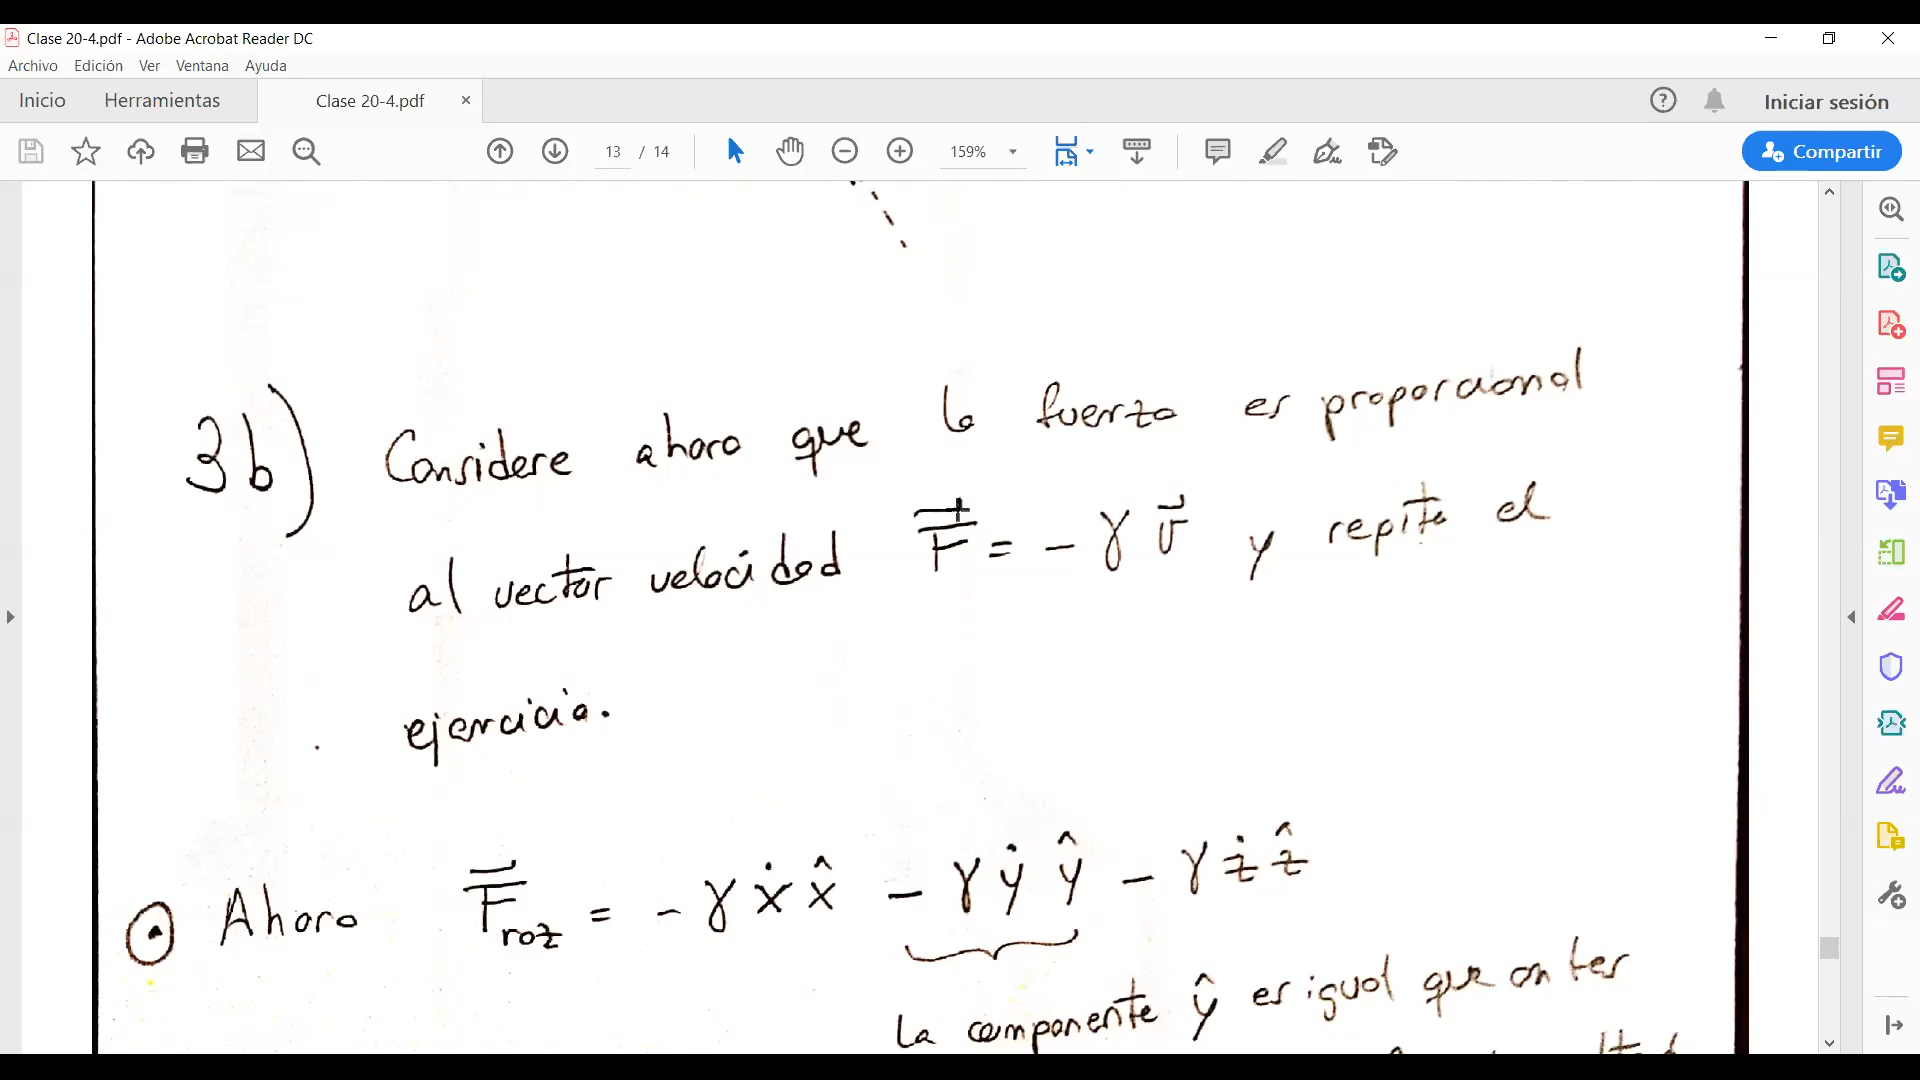 Clase 20-4.pdf - Adobe Acrobat Reader DC
Archivo Edición Ver Ventana Ayuda
Inicio Herramientas Clase 20-4.pdf × Iniciar sesión
13 / 14 159% Compartir
3b) Considere ahora que la fuerza es proporcional
al vector velocidad F⃗ = - γ v⃗ y repita el
ejercicio.
Ahora F⃗roz = - γ ẋ x̂ - γ ẏ ŷ - γ ż ẑ
La componente ŷ es igual que antes